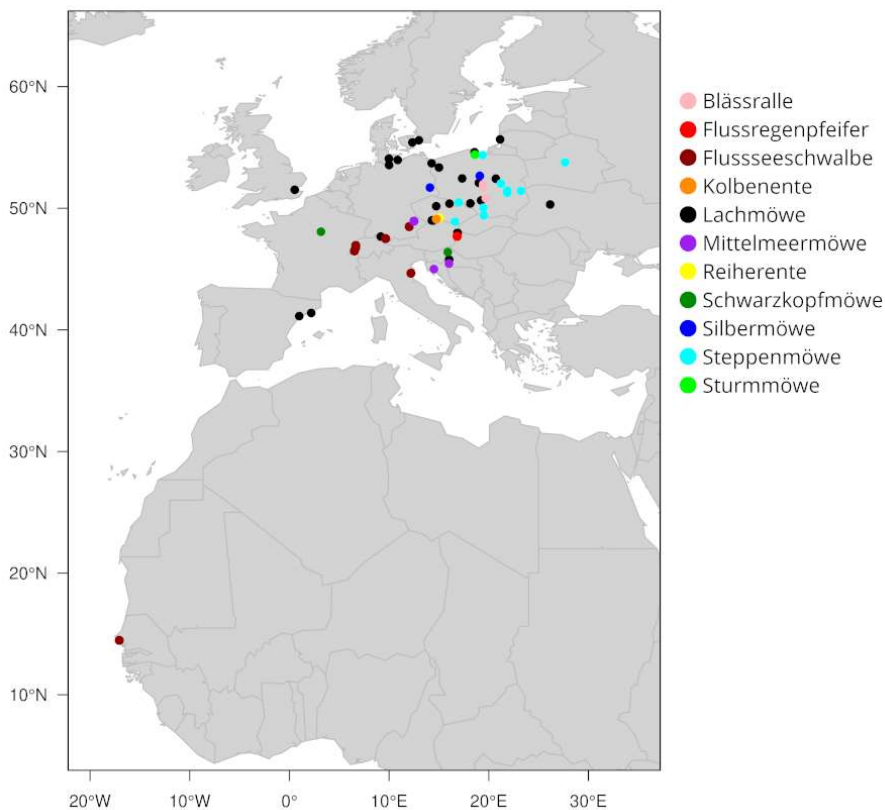 60°N
50°N
40°N
30°N
20°N
10°N
20°W
10°W
0°
10°E
20°E
30°E
Blässralle
Flussregenpfeifer
Flussseeschwalbe
Kolbenente
Lachmöwe
Mittelmeermöwe
Reiherente
Schwarzkopfmöwe
Silbermöwe
Steppenmöwe
Sturmmöwe